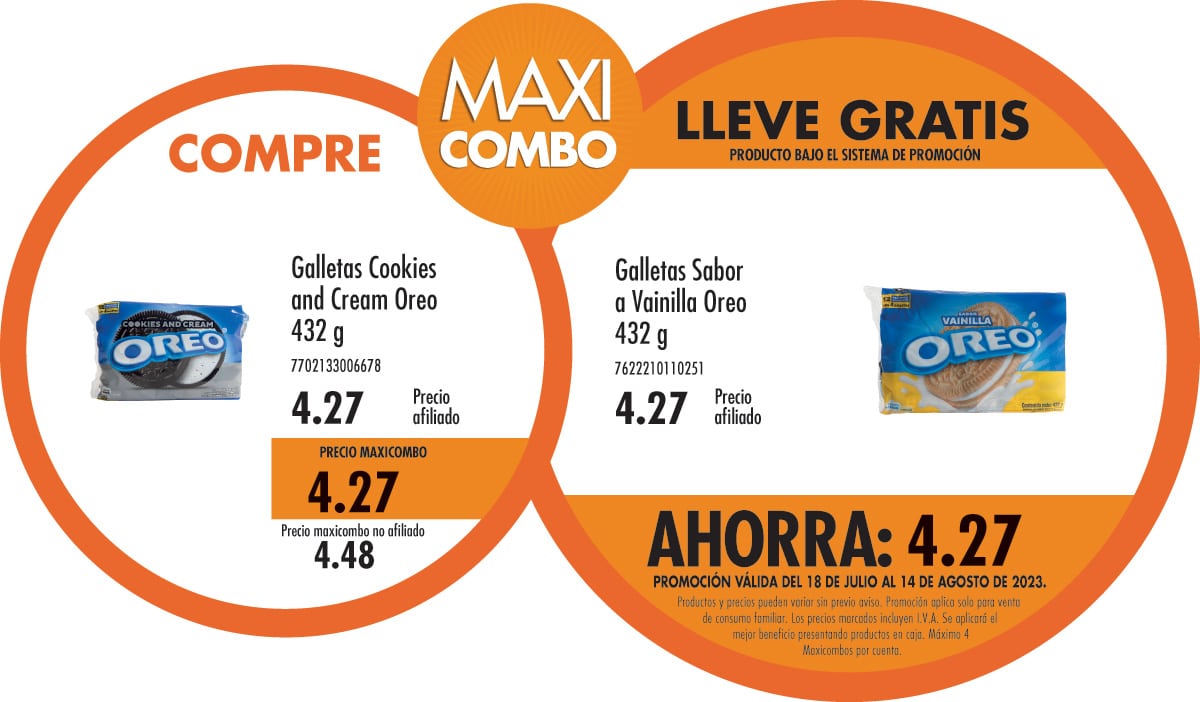 MAXI
COMBO
COMPRE
Galletas Cookies
and Cream Oreo
432 g
7702133006678
4.27
Precio
afiliado
PRECIO MAXICOMBO
4.27
Precio maxicombo no afiliado
4.48
COOKIES AND CREAM
OREO
LLEVE GRATIS
PRODUCTO BAJO EL SISTEMA DE PROMOCIÓN
Galletas Sabor
a Vainilla Oreo
432 g
7622210110251
4.27
Precio
afiliado
12
SABOR
VAINILLA
OREO
AHORRA: 4.27
PROMOCIÓN VÁLIDA DEL 18 DE JULIO AL 14 DE AGOSTO DE 2023.
Productos y precios pueden variar sin previo aviso. Promoción aplica solo para venta
de consumo familiar. Los precios marcados incluyen I.V.A. Se aplicará el
mejor beneficio presentando productos en caja. Máximo 4
Maxicombos por cuenta.